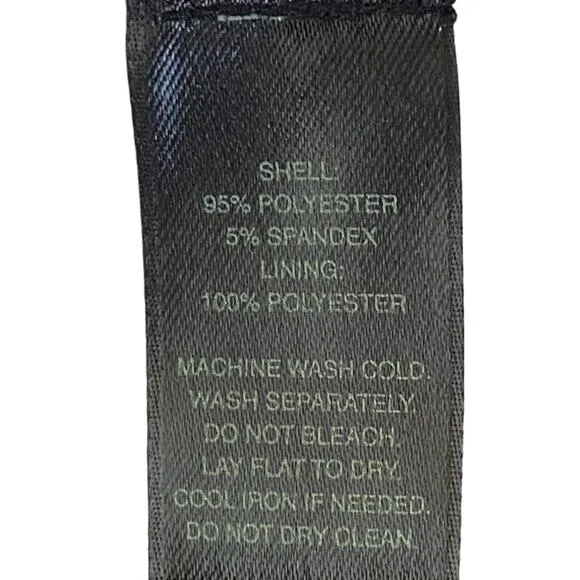 SHELL:
95% POLYESTER
5% SPANDEX
LINING:
100% POLYESTER
MACHINE WASH COLD.
WASH SEPARATELY.
DO NOT BLEACH.
LAY FLAT TO DRY.
COOL IRON IF NEEDED.
DO NOT DRY CLEAN.